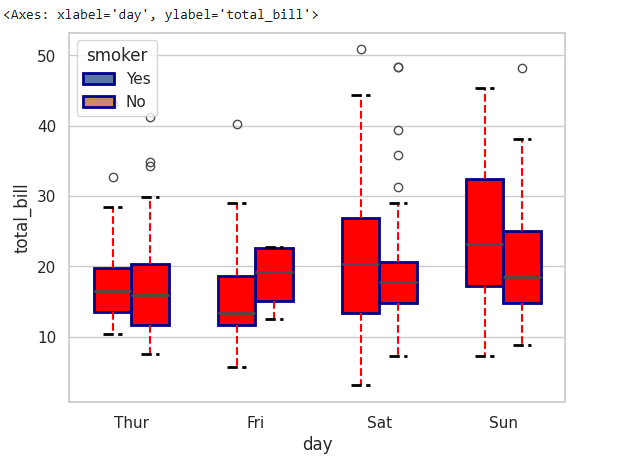 <Axes: xlabel='day', ylabel='total_bill'>
smoker
Yes
No
50
40
30
20
10
total_bill
Thur Fri Sat Sun
day